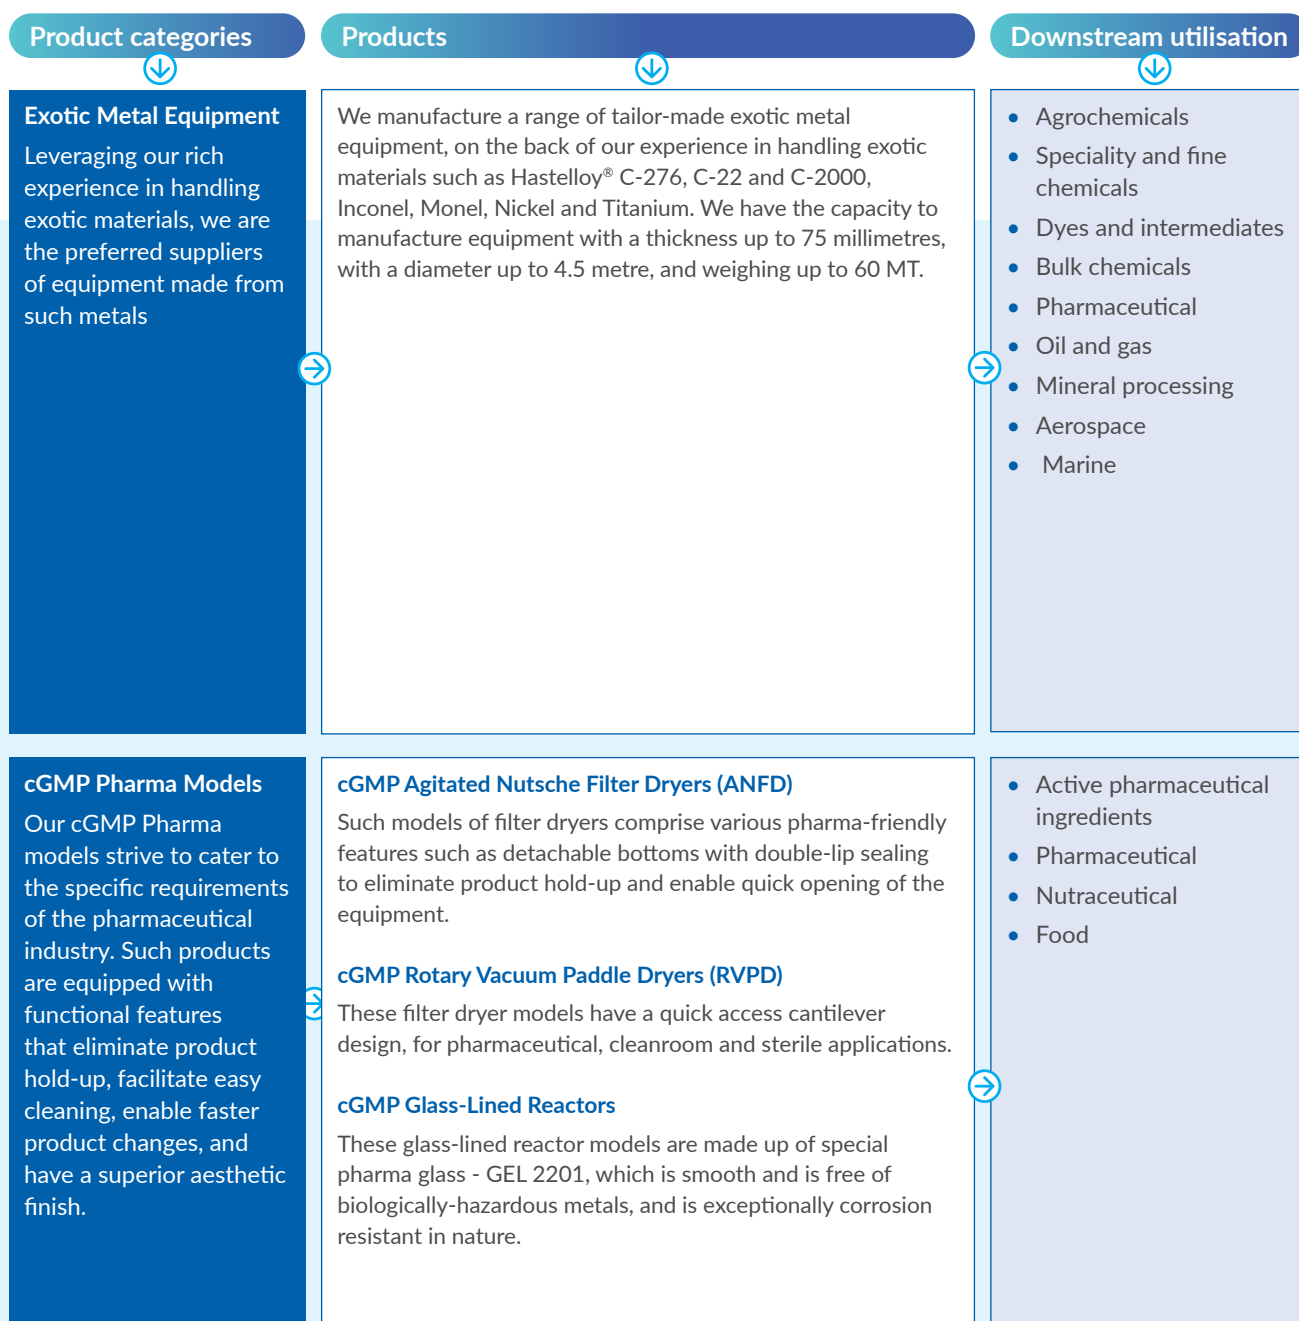 Product categories
Products
Downstream utilisation
Exotic Metal Equipment
Leveraging our rich
experience in handling
exotic materials, we are
the preferred suppliers
of equipment made from
such metals
We manufacture a range of tailor-made exotic metal
equipment, on the back of our experience in handling exotic
materials such as Hastelloy® C-276, C-22 and C-2000,
Inconel, Monel, Nickel and Titanium. We have the capacity to
manufacture equipment with a thickness up to 75 millimetres,
with a diameter up to 4.5 metre, and weighing up to 60 MT.
• Agrochemicals
• Speciality and fine
chemicals
• Dyes and intermediates
• Bulk chemicals
• Pharmaceutical
• Oil and gas
• Mineral processing
• Aerospace
• Marine
cGMP Pharma Models
Our cGMP Pharma
models strive to cater to
the specific requirements
of the pharmaceutical
industry. Such products
are equipped with
functional features
that eliminate product
hold-up, facilitate easy
cleaning, enable faster
product changes, and
have a superior aesthetic
finish.
cGMP Agitated Nutsche Filter Dryers (ANFD)
Such models of filter dryers comprise various pharma-friendly
features such as detachable bottoms with double-lip sealing
to eliminate product hold-up and enable quick opening of the
equipment.
cGMP Rotary Vacuum Paddle Dryers (RVPD)
These filter dryer models have a quick access cantilever
design, for pharmaceutical, cleanroom and sterile applications.
cGMP Glass-Lined Reactors
These glass-lined reactor models are made up of special
pharma glass - GEL 2201, which is smooth and is free of
biologically-hazardous metals, and is exceptionally corrosion
resistant in nature.
• Active pharmaceutical
ingredients
• Pharmaceutical
• Nutraceutical
• Food